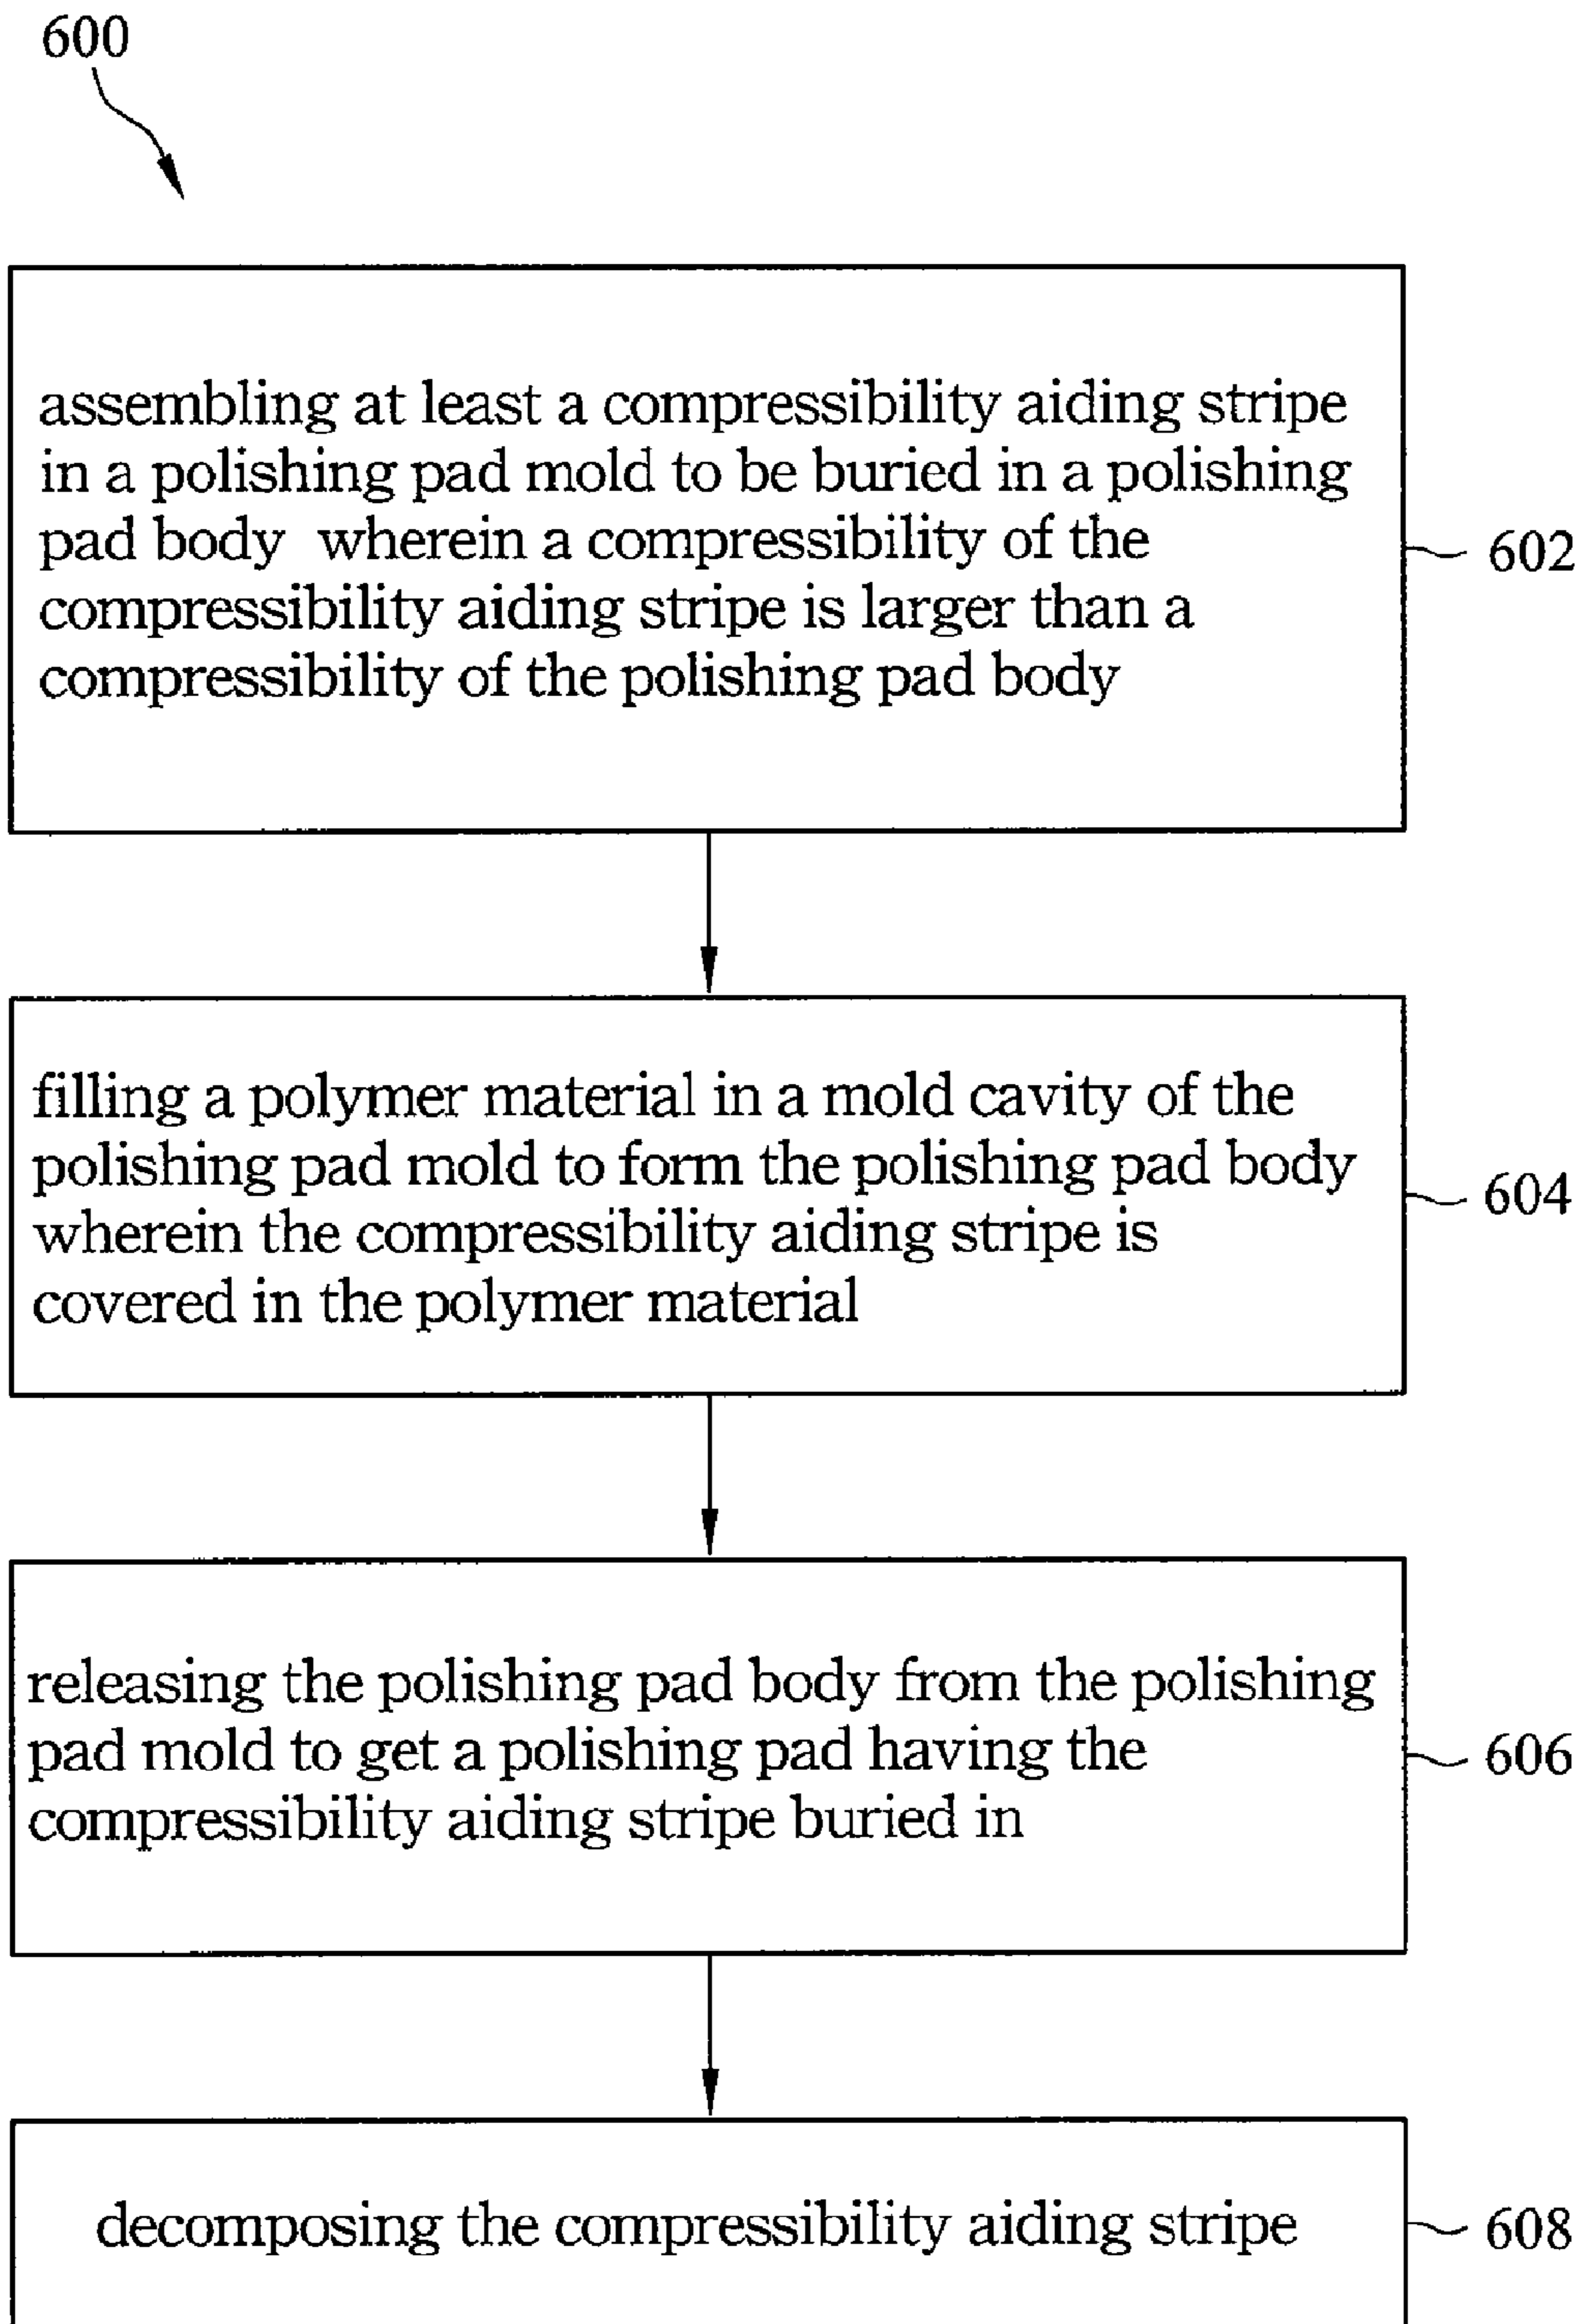 600
assembling at least a compressibility aiding stripe
in a polishing pad mold to be buried in a polishing
pad body wherein a compressibility of the
compressibility aiding stripe is larger than a
compressibility of the polishing pad body
602
filling a polymer material in a mold cavity of the
polishing pad mold to form the polishing pad body
wherein the compressibility aiding stripe is
covered in the polymer material
604
releasing the polishing pad body from the polishing
pad mold to get a polishing pad having the
compressibility aiding stripe buried in
606
decomposing the compressibility aiding stripe
608